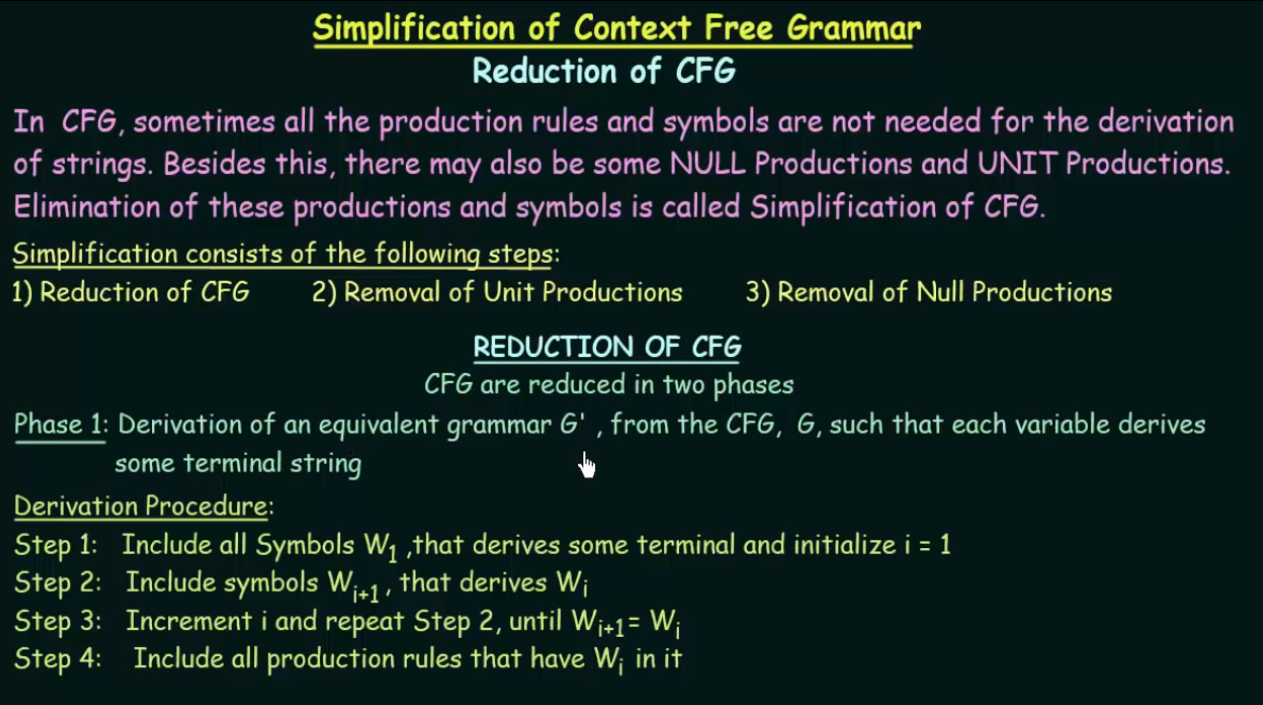 Simplification of Context Free Grammar
Reduction of CFG
In CFG, sometimes all the production rules and symbols are not needed for the derivation
of strings. Besides this, there may also be some NULL Productions and UNIT Productions.
Elimination of these productions and symbols is called Simplification of CFG.
Simplification consists of the following steps:
1) Reduction of CFG 2) Removal of Unit Productions 3) Removal of Null Productions
REDUCTION OF CFG
CFG are reduced in two phases
Phase 1: Derivation of an equivalent grammar G' , from the CFG, G, such that each variable derives
some terminal string
Derivation Procedure:
Step 1: Include all Symbols W₁ ,that derives some terminal and initialize i = 1
Step 2: Include symbols Wᵢ₊₁ , that derives Wᵢ
Step 3: Increment i and repeat Step 2, until Wᵢ₊₁ = Wᵢ
Step 4: Include all production rules that have Wᵢ in it